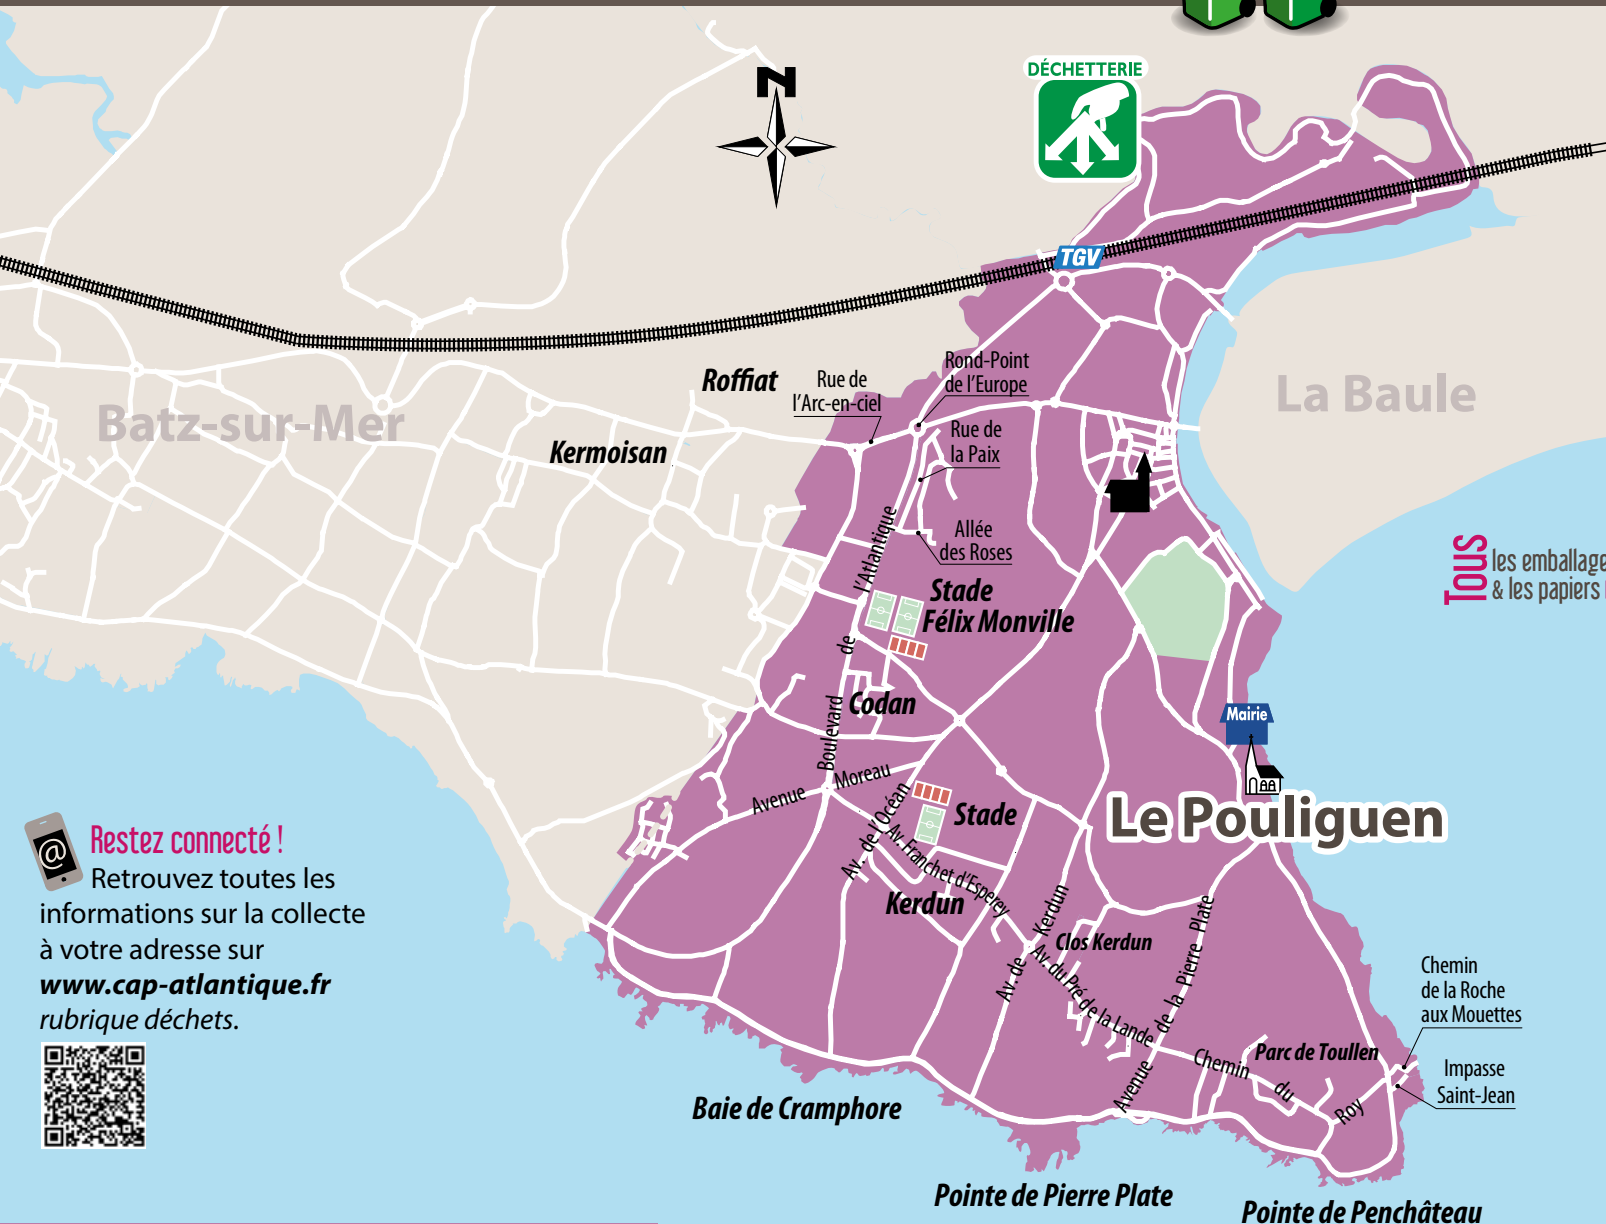 DÉCHETTERIE
N
TGV
Roffiat
Rue de
l'Arc-en-ciel
Rond-Point
de l'Europe
La Baule
Batz-sur-Mer
Kermoisan
Rue de
la Paix
Allée
des Roses
TOUS
les emballage
& les papiers
Stade
Félix Monville
Boulevard de l'Atlantique
Codan
Mairie
Avenue Moreau
Stade
Le Pouliguen
Av. de l'Océan
Av. Franchet d'Esperey
Kerdun
Av. de Kerdun
Clos Kerdun
Av. du Pré de la Lande
Avenue de la Pierre Plate
Chemin
de la Roche
aux Mouettes
Parc de Toullen
Chemin du Roy
Impasse
Saint-Jean
@
Restez connecté !
Retrouvez toutes les
informations sur la collecte
à votre adresse sur
www.cap-atlantique.fr
rubrique déchets.
Baie de Cramphore
Pointe de Pierre Plate
Pointe de Penchâteau